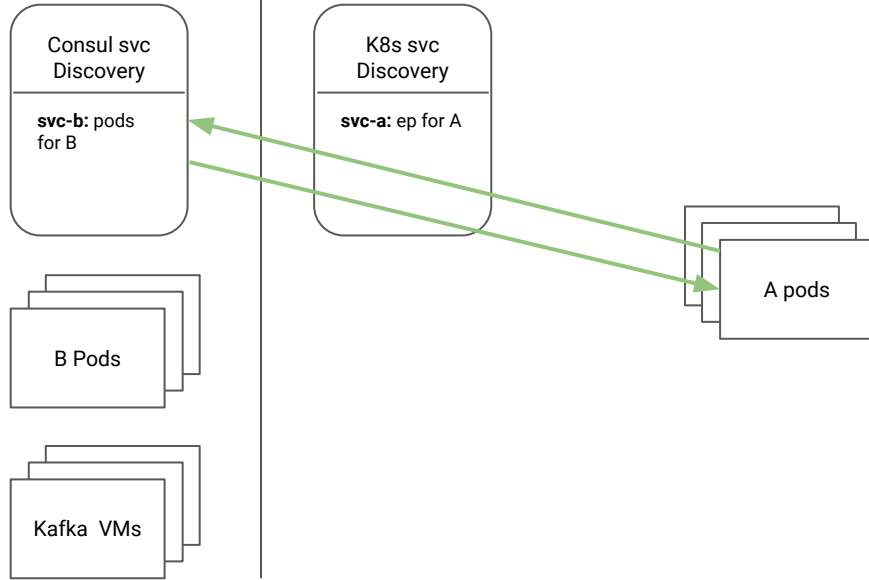 Consul svc
Discovery
svc-b: pods
for B
K8s svc
Discovery
svc-a: ep for A
A pods
B Pods
Kafka VMs